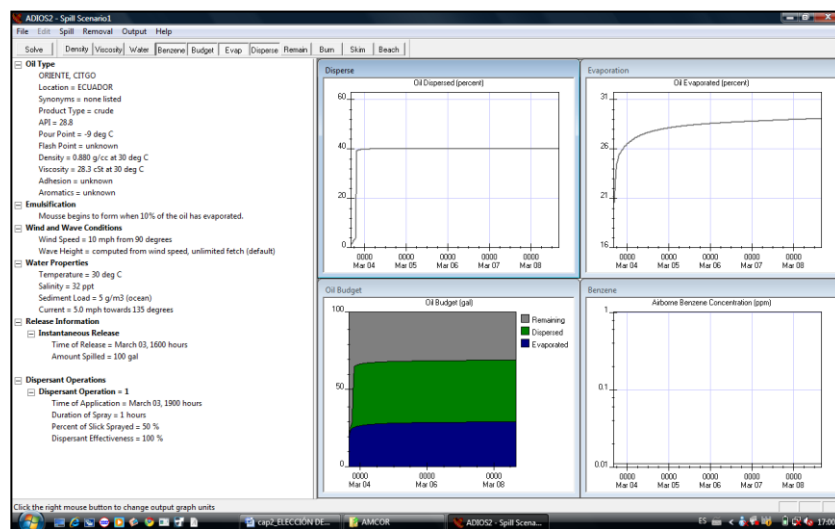 ADIOS2 - Spill Scenario1
File Edit Spill Removal Output Help
Solve Density Viscosity Water Benzene Budget Evap Disperse Remain Burn Skim Beach
Oil Type
ORIENTE, CITGO
Location = ECUADOR
Synonyms = none listed
Product Type = crude
API = 28.8
Pour Point = -9 deg C
Flash Point = unknown
Density = 0.880 g/cc at 30 deg C
Viscosity = 28.3 cSt at 30 deg C
Adhesion = unknown
Aromatics = unknown
Emulsification
Mousse begins to form when 10% of the oil has evaporated.
Wind and Wave Conditions
Wind Speed = 10 mph from 90 degrees
Wave Height = computed from wind speed, unlimited fetch (default)
Water Properties
Temperature = 30 deg C
Salinity = 32 ppt
Sediment Load = 5 g/m3 (ocean)
Current = 5.0 mph towards 135 degrees
Release Information
Instantaneous Release
Time of Release = March 03, 1600 hours
Amount Spilled = 100 gal
Dispersant Operations
Dispersant Operation = 1
Time of Application = March 03, 1900 hours
Duration of Spray = 1 hours
Percent of Slick Sprayed = 50 %
Dispersant Effectiveness = 100 %
Disperse
Oil Dispersed (percent)
60
40
20
0
0000 0000 0000 0000 0000
Mar 04 Mar 05 Mar 06 Mar 07 Mar 08
Evaporation
Oil Evaporated (percent)
31
26
21
16
0000 0000 0000 0000 0000
Mar 04 Mar 05 Mar 06 Mar 07 Mar 08
Oil Budget
Oil Budget (gal)
100
50
0
0000 0000 0000
Mar 04 Mar 06 Mar 08
Remaining
Dispersed
Evaporated
Benzene
Airborne Benzene Concentration (ppm)
1
0.1
0.01
0000 0000 0000 0000 0000
Mar 04 Mar 05 Mar 06 Mar 07 Mar 08
Click the right mouse button to change output graph units
cap2_ELECCIÓN DE... AMCOR ADIOS2 - Spill Scena... ES 17:00